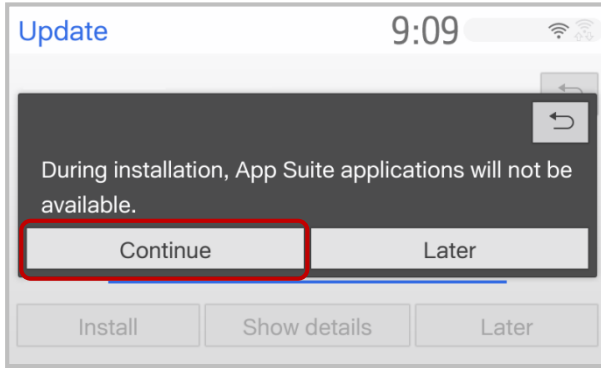 Update 9:09
During installation, App Suite applications will not be
available.
Continue Later
Install Show details Later